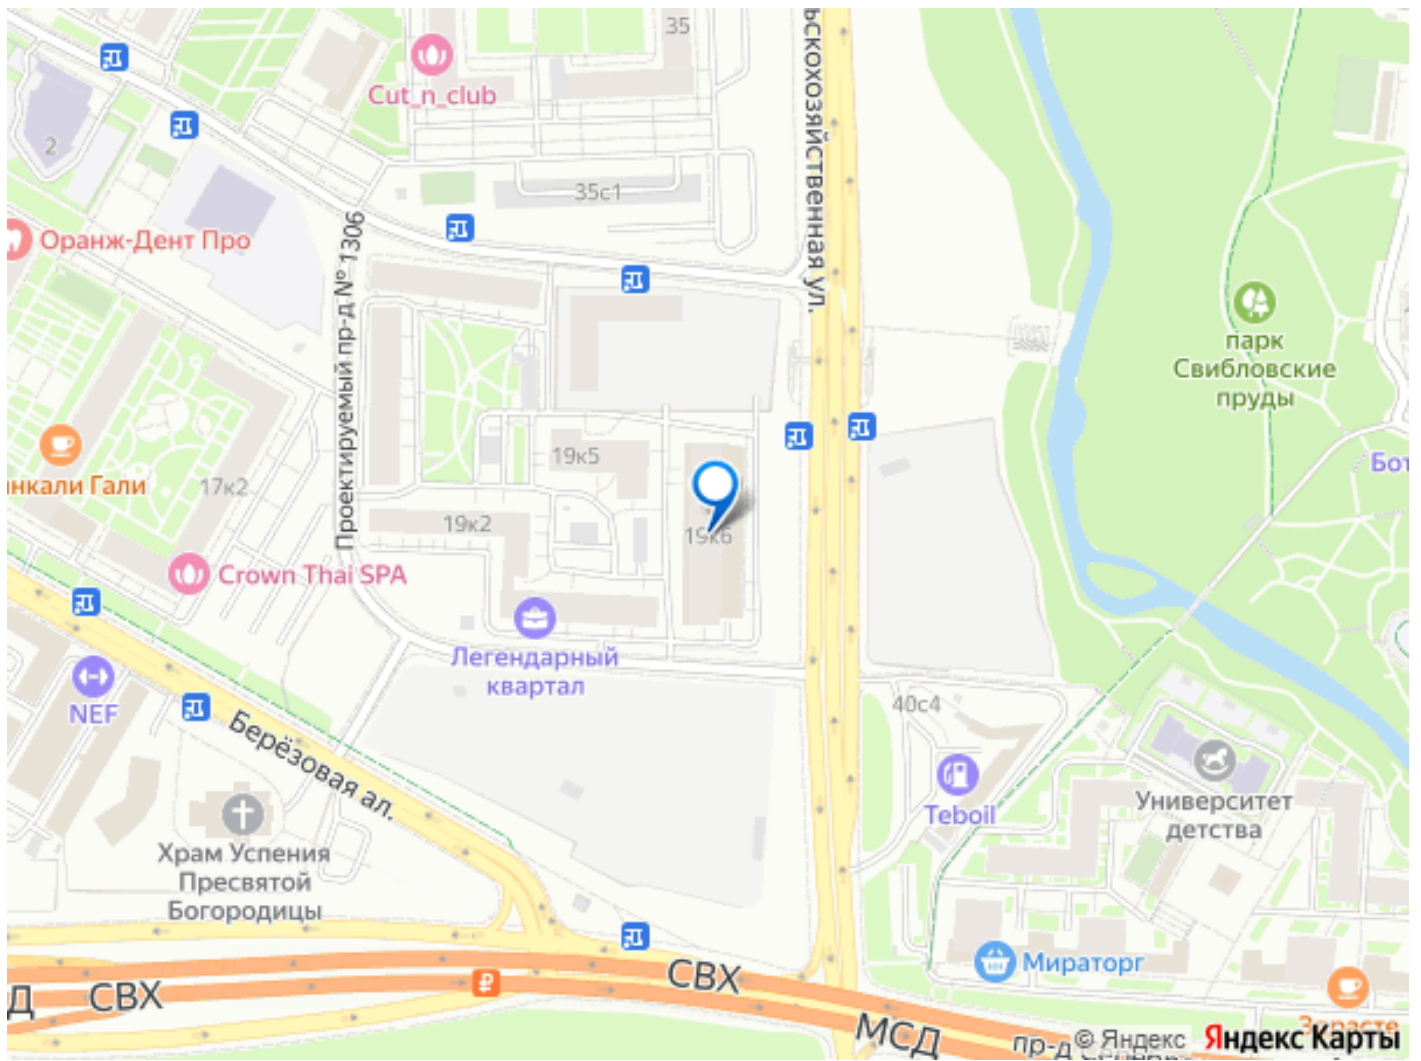 35
Cut_n_club
ьскохозяйственная ул.
2
35с1
Оранж-Дент Про
Проектируемый пр-д № 1306
парк
Свибловские
пруды
19к5
Бот
нкали Гали
17к2
19к2
19к6
Crown Thai SPA
Легендарный
квартал
NEF
40с4
Берёзовая ал.
Teboil
Университет
детства
Храм Успения
Пресвятой
Богородицы
Мираторг
СВХ
Д
СВХ
МСД
пр-д
© Яндекс
Яндекс Карты